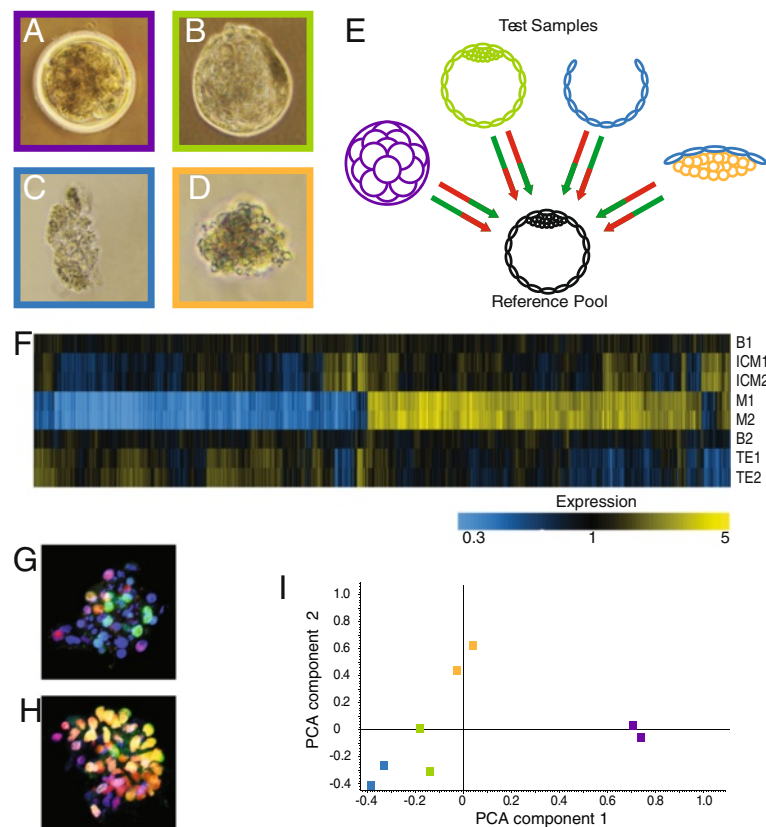 A
B
C
D
E
Test Samples
Reference Pool
F
B1
ICM1
ICM2
M1
M2
B2
TE1
TE2
Expression
0.3 1 5
G
H
I
PCA component 2
1.0
0.8
0.6
0.4
0.2
0
-0.2
-0.4
-0.4 -0.2 0 0.2 0.4 0.6 0.8 1.0
PCA component 1